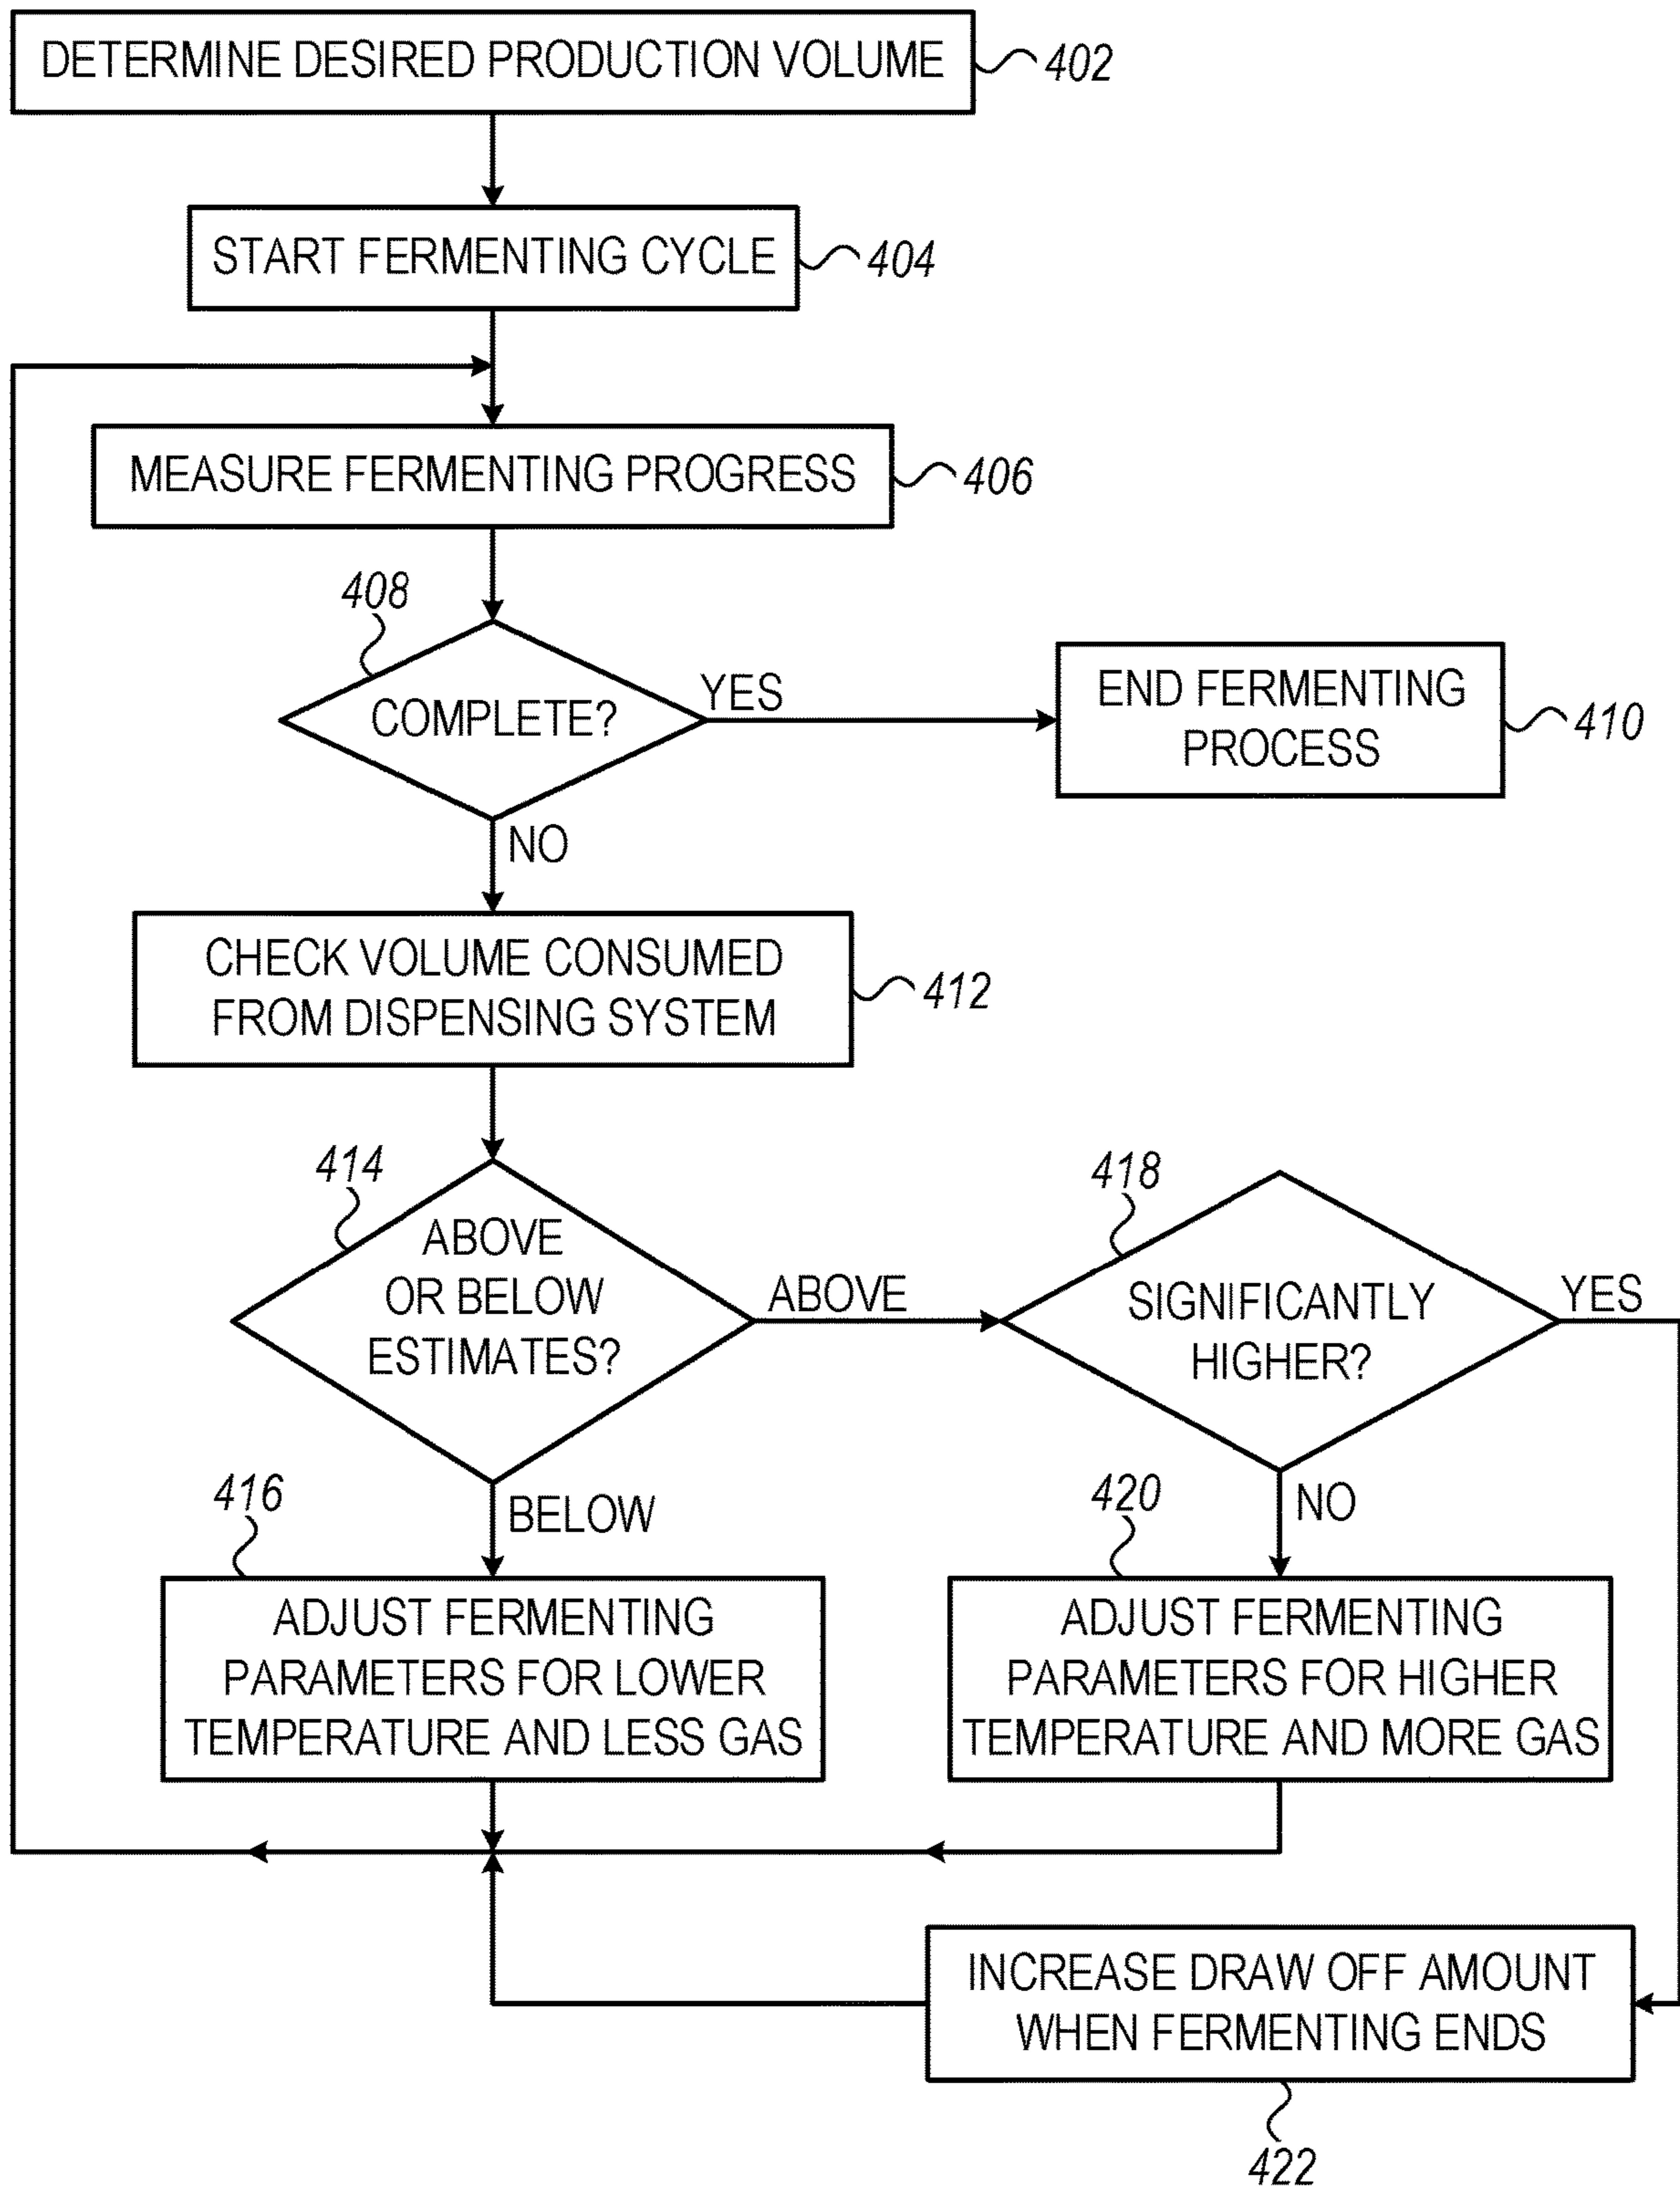 DETERMINE DESIRED PRODUCTION VOLUME
402
START FERMENTING CYCLE
404
MEASURE FERMENTING PROGRESS
406
408
COMPLETE?
YES
END FERMENTING
PROCESS
410
NO
CHECK VOLUME CONSUMED
FROM DISPENSING SYSTEM
412
414
ABOVE
OR BELOW
ESTIMATES?
ABOVE
418
SIGNIFICANTLY
HIGHER?
YES
416
BELOW
ADJUST FERMENTING
PARAMETERS FOR LOWER
TEMPERATURE AND LESS GAS
420
NO
ADJUST FERMENTING
PARAMETERS FOR HIGHER
TEMPERATURE AND MORE GAS
INCREASE DRAW OFF AMOUNT
WHEN FERMENTING ENDS
422